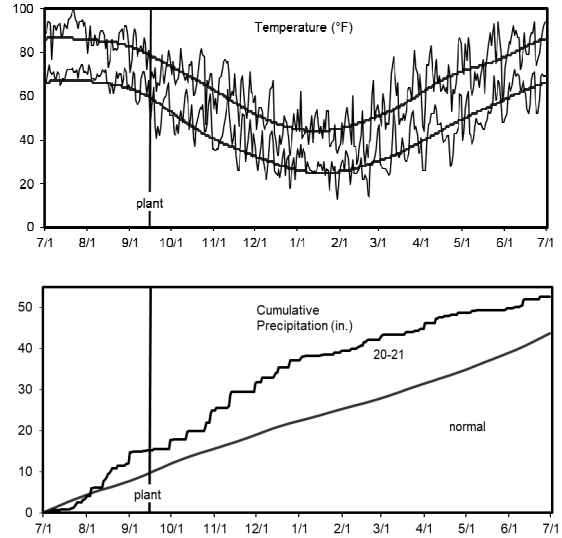 100
Temperature (°F)
80
60
40
20
plant
0
7/1 8/1 9/1 10/1 11/1 12/1 1/1 2/1 3/1 4/1 5/1 6/1 7/1
50
Cumulative
Precipitation (in.)
40
20-21
30
20
normal
10
plant
0
7/1 8/1 9/1 10/1 11/1 12/1 1/1 2/1 3/1 4/1 5/1 6/1 7/1